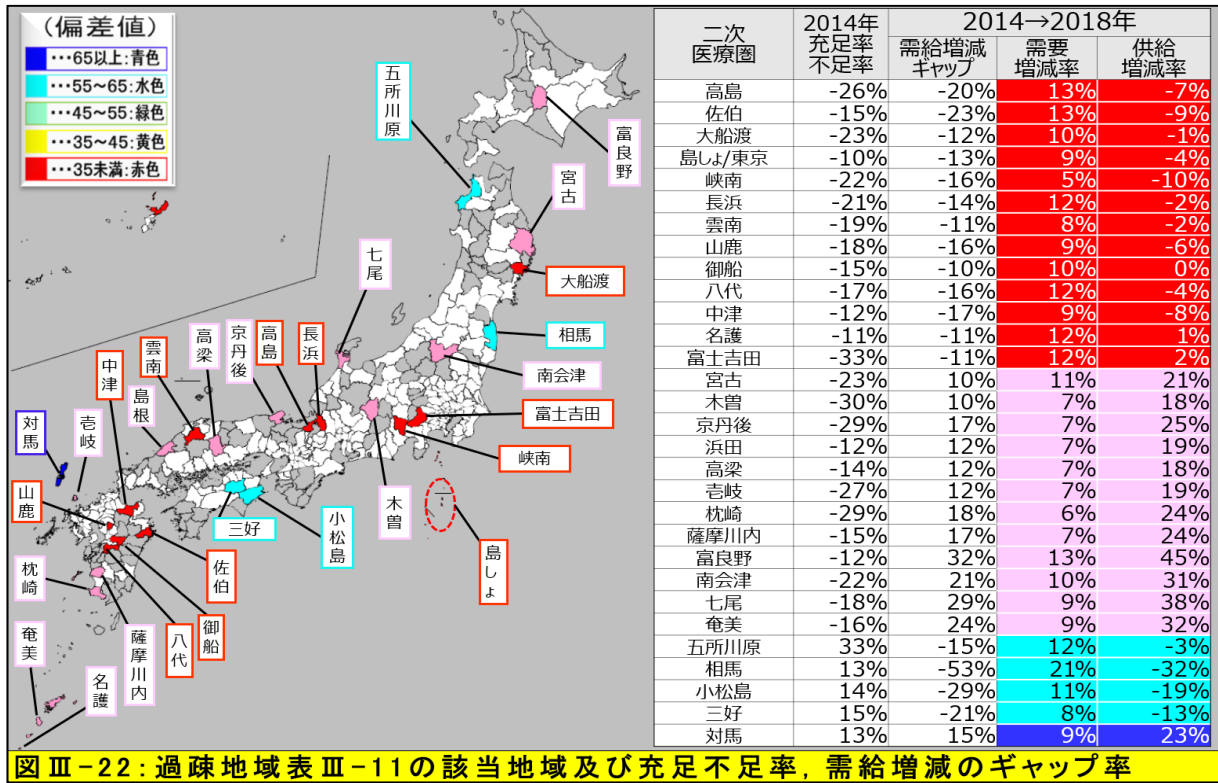 (偏差値)
…65以上:青色
…55~65:水色
…45~55:緑色
…35~45:黄色
…35未満:赤色
五所川原
富良野
宮古
大船渡
七尾
相馬
南会津
高梁
京丹後
高島
長浜
雲南
中津
島根
壱岐
対馬
富士吉田
峡南
木曽
島しょ
小松島
三好
山鹿
佐伯
御船
八代
薩摩川内
枕崎
奄美
名護
二次医療圏 2014年充足率不足率 2014→2018年
需給増減ギャップ 需要増減率 供給増減率
高島 -26% -20% 13% -7%
佐伯 -15% -23% 13% -9%
大船渡 -23% -12% 10% -1%
島しょ/東京 -10% -13% 9% -4%
峡南 -22% -16% 5% -10%
長浜 -21% -14% 12% -2%
雲南 -19% -11% 8% -2%
山鹿 -18% -16% 9% -6%
御船 -15% -10% 10% 0%
八代 -17% -16% 12% -4%
中津 -12% -17% 9% -8%
名護 -11% -11% 12% 1%
富士吉田 -33% -11% 12% 2%
宮古 -23% 10% 11% 21%
木曽 -30% 10% 7% 18%
京丹後 -29% 17% 7% 25%
浜田 -12% 12% 7% 19%
高梁 -14% 12% 7% 18%
壱岐 -27% 12% 7% 19%
枕崎 -29% 18% 6% 24%
薩摩川内 -15% 17% 7% 24%
富良野 -12% 32% 13% 45%
南会津 -22% 21% 10% 31%
七尾 -18% 29% 9% 38%
奄美 -16% 24% 9% 32%
五所川原 33% -15% 12% -3%
相馬 13% -53% 21% -32%
小松島 14% -29% 11% -19%
三好 15% -21% 8% -13%
対馬 13% 15% 9% 23%
図Ⅲ-22:過疎地域表Ⅲ-11の該当地域及び充足不足率,需給増減のギャップ率